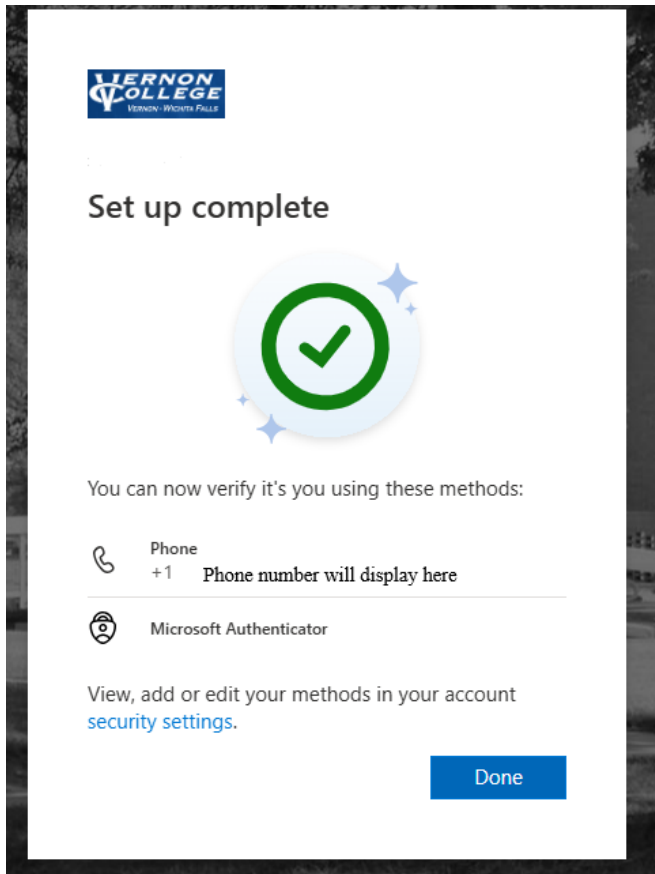 VERNON
COLLEGE
VERNON-WICHITA FALLS
Set up complete
You can now verify it's you using these methods:
Phone
+1 Phone number will display here
Microsoft Authenticator
View, add or edit your methods in your account
security settings.
Done